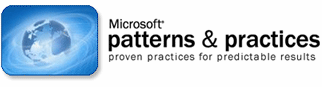 Microsoft®
patterns & practices
proven practices for predictable results